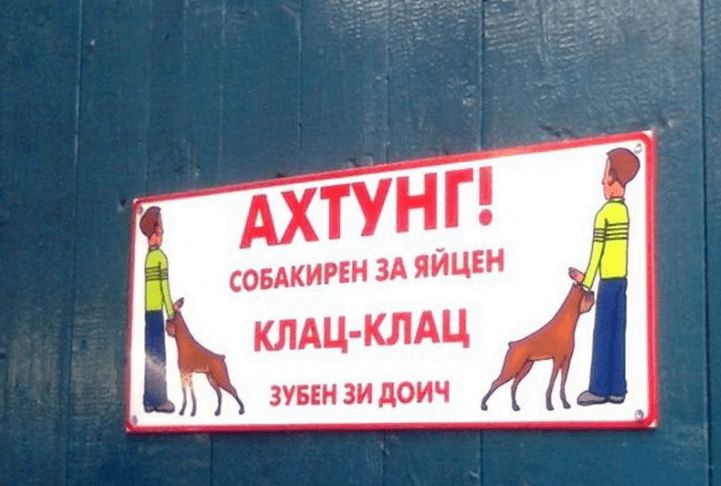 АХТУНГ!
СОБАКИРЕН ЗА ЯЙЦЕН
КЛАЦ-КЛАЦ
ЗУБЕН ЗИ ДОИЧ